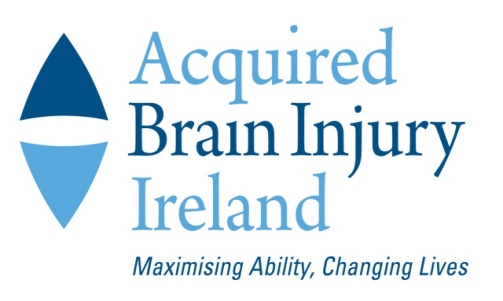 Acquired
Brain Injury
Ireland
Maximising Ability, Changing Lives